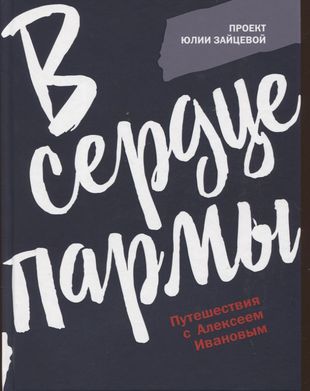 ПРОЕКТ
ЮЛИИ ЗАЙЦЕВОЙ
В
сердце
пармы
Путешествия
с Алексеем
Ивановым